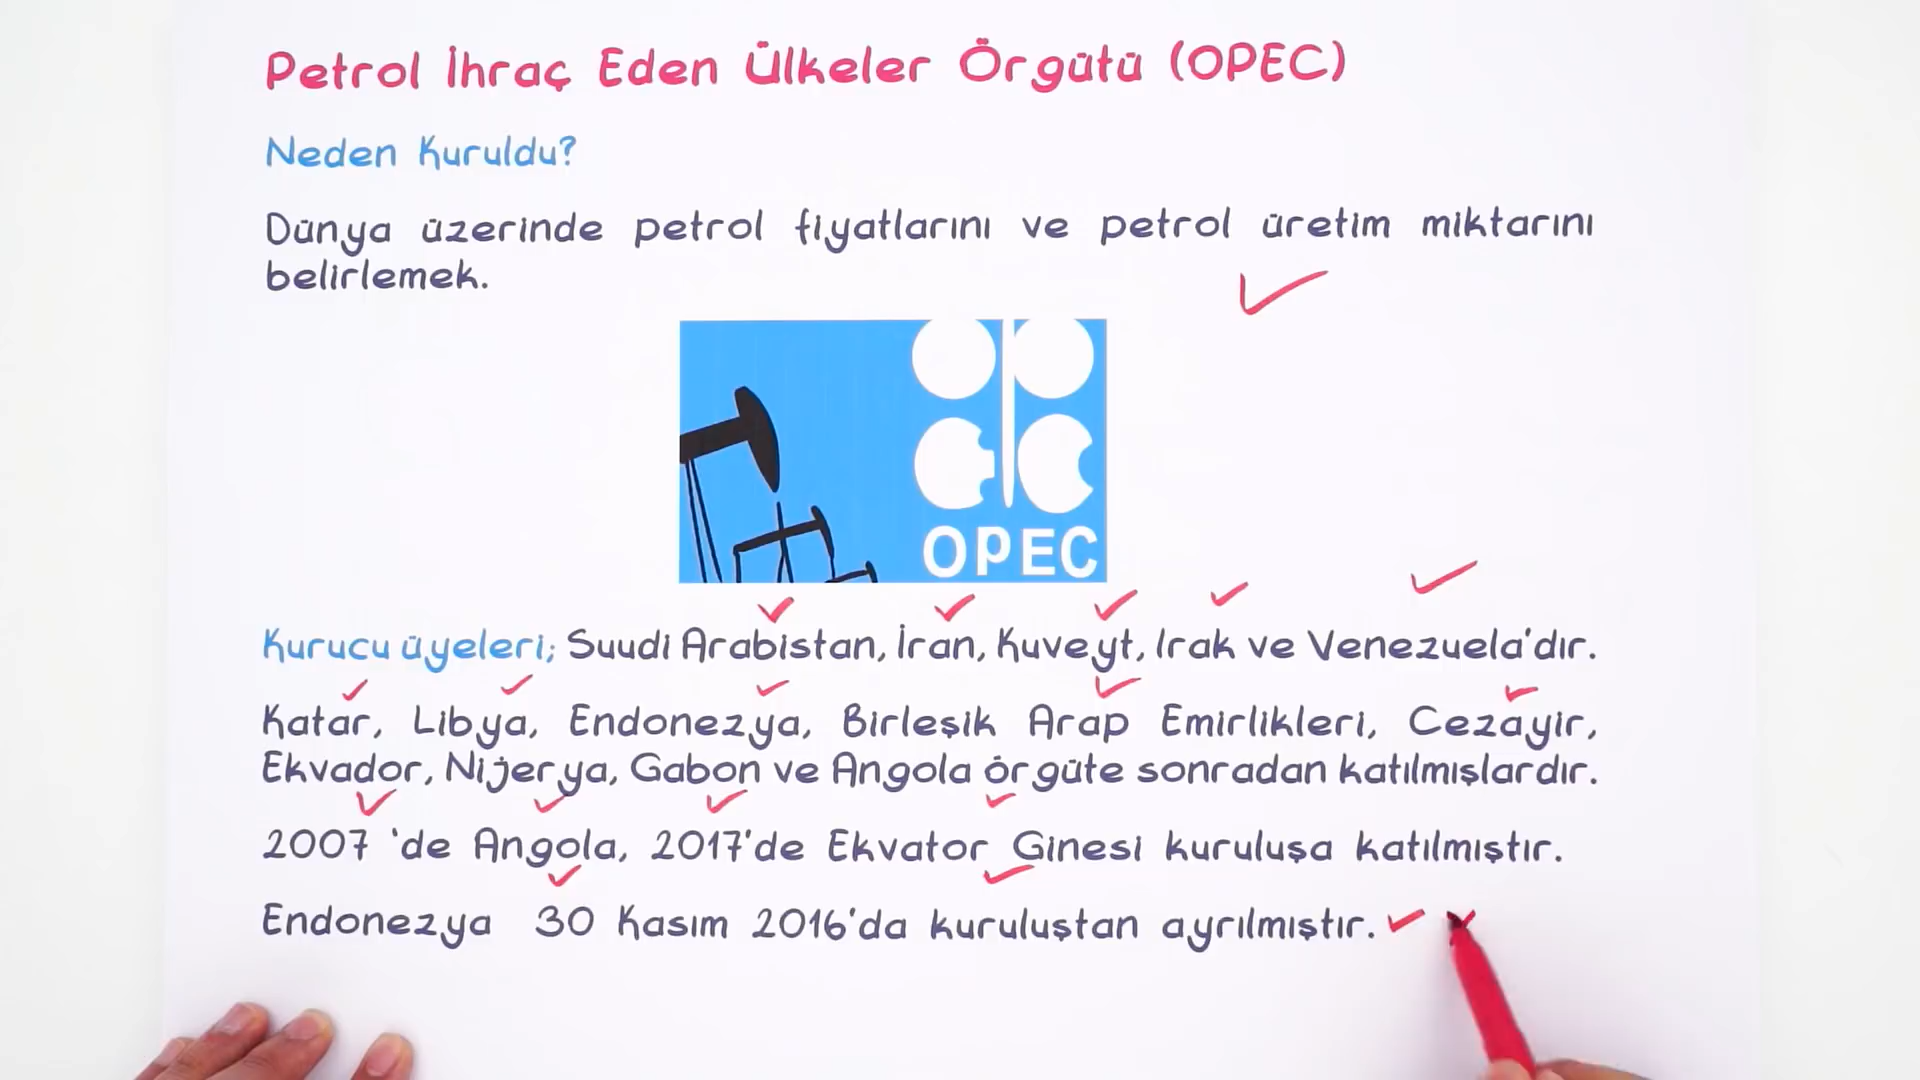 Petrol İhraç Eden Ülkeler Örgütü (OPEC)
Neden Kuruldu?
Dünya üzerinde petrol fiyatlarını ve petrol üretim miktarını
belirlemek.
OPEC
Kurucu üyeleri; Suudi Arabistan, İran, Kuveyt, Irak ve Venezuela'dır.
Katar, Libya, Endonezya, Birleşik Arap Emirlikleri, Cezayir,
Ekvador, Nijerya, Gabon ve Angola örgüte sonradan katılmışlardır.
2007 'de Angola, 2017'de Ekvator Ginesi kuruluşa katılmıştır.
Endonezya 30 Kasım 2016'da kuruluştan ayrılmıştır.